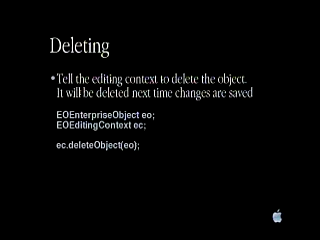 Deleting
• Tell the editing context to delete the object.
It will be deleted next time changes are saved
EOEnterpriseObject eo;
EOEditingContext ec;
ec.deleteObject(eo);